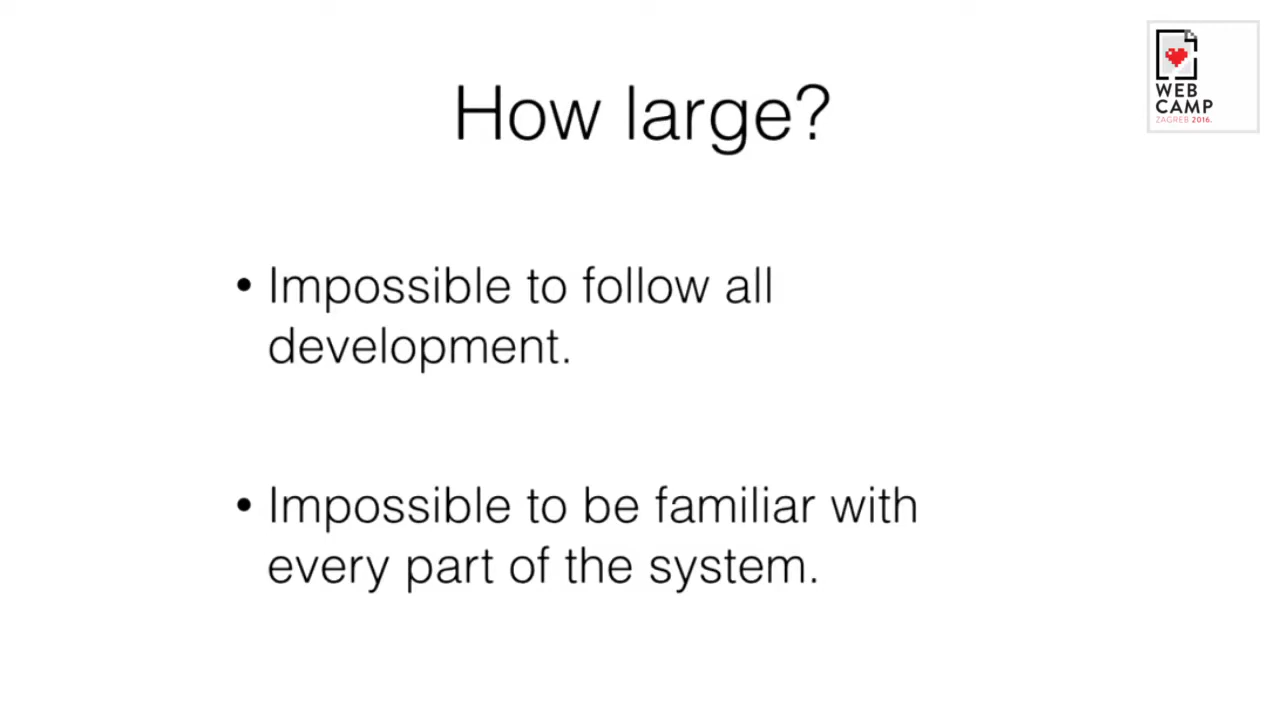 WEB
CAMP
ZAGREB 2016.
How large?
• Impossible to follow all
development.
• Impossible to be familiar with
every part of the system.